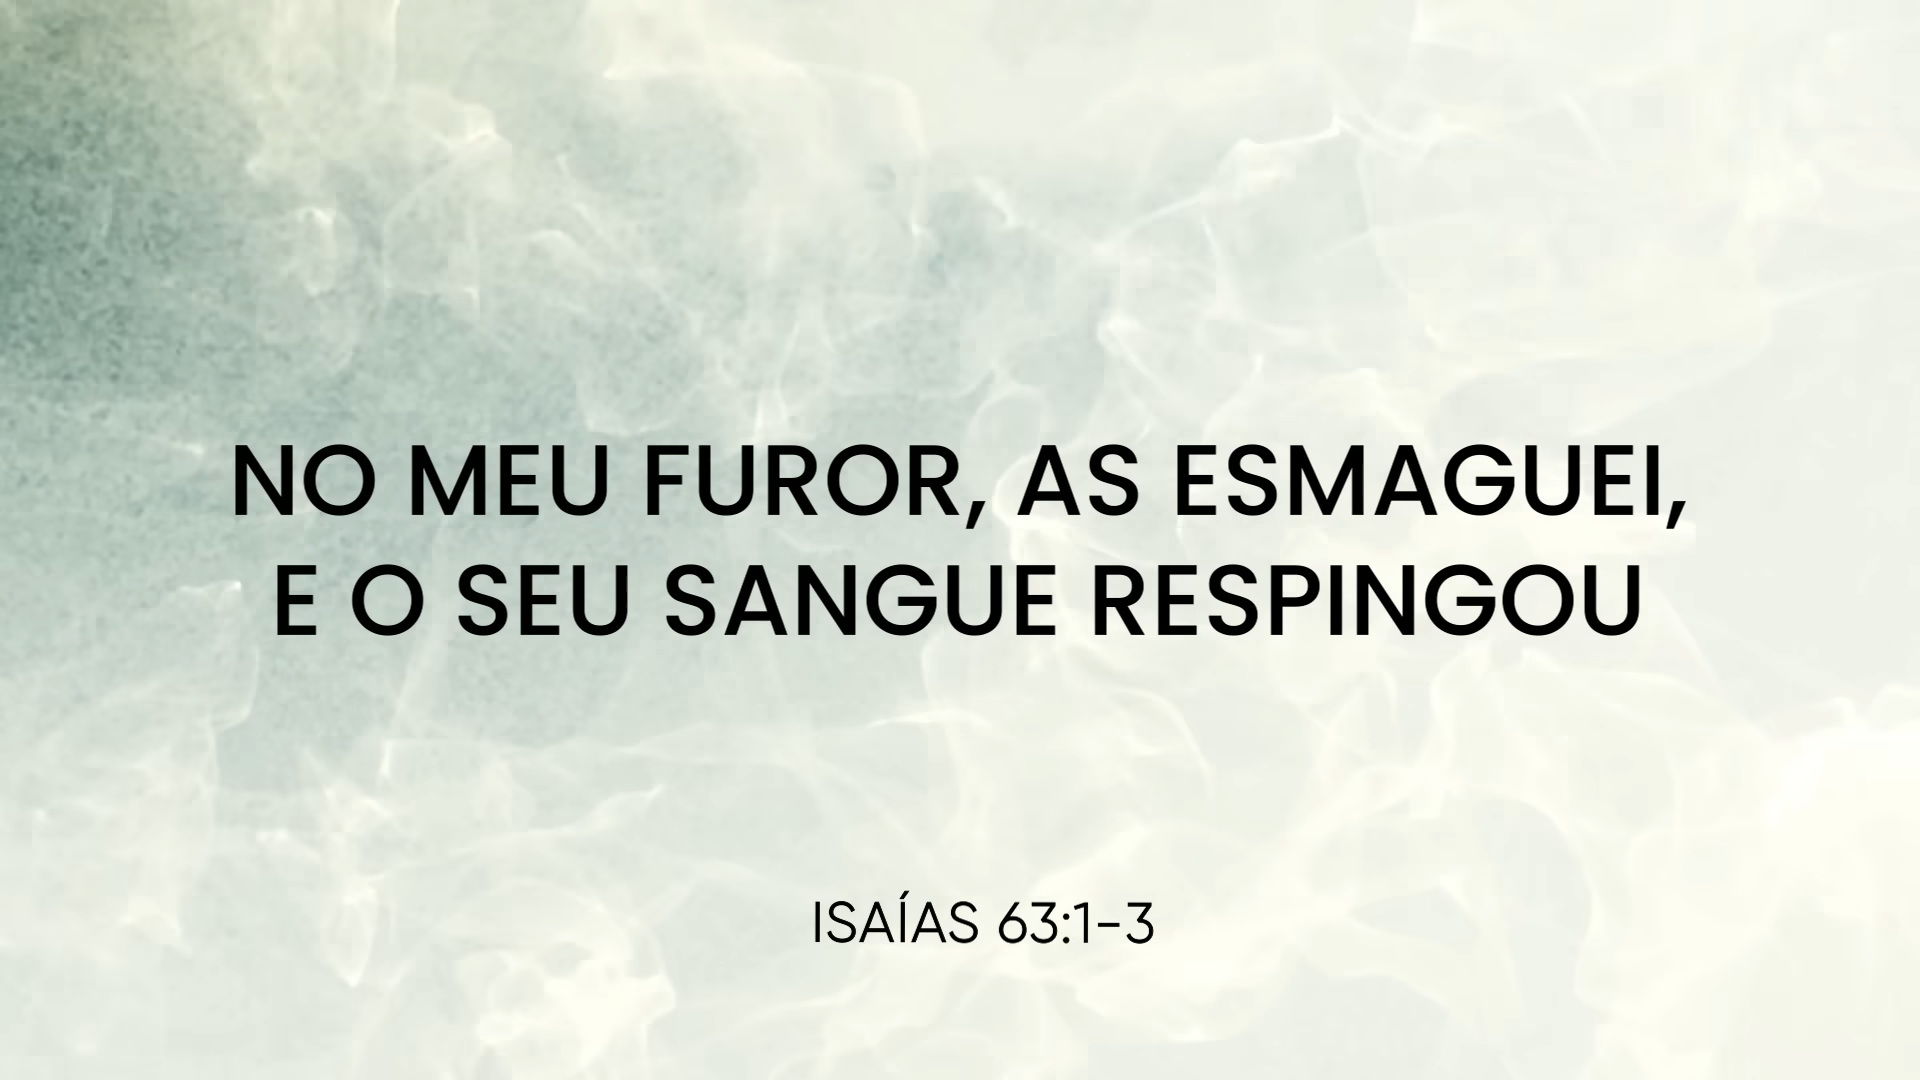 NO MEU FUROR, AS ESMAGUEI,
E O SEU SANGUE RESPINGOU
ISAÍAS 63:1-3